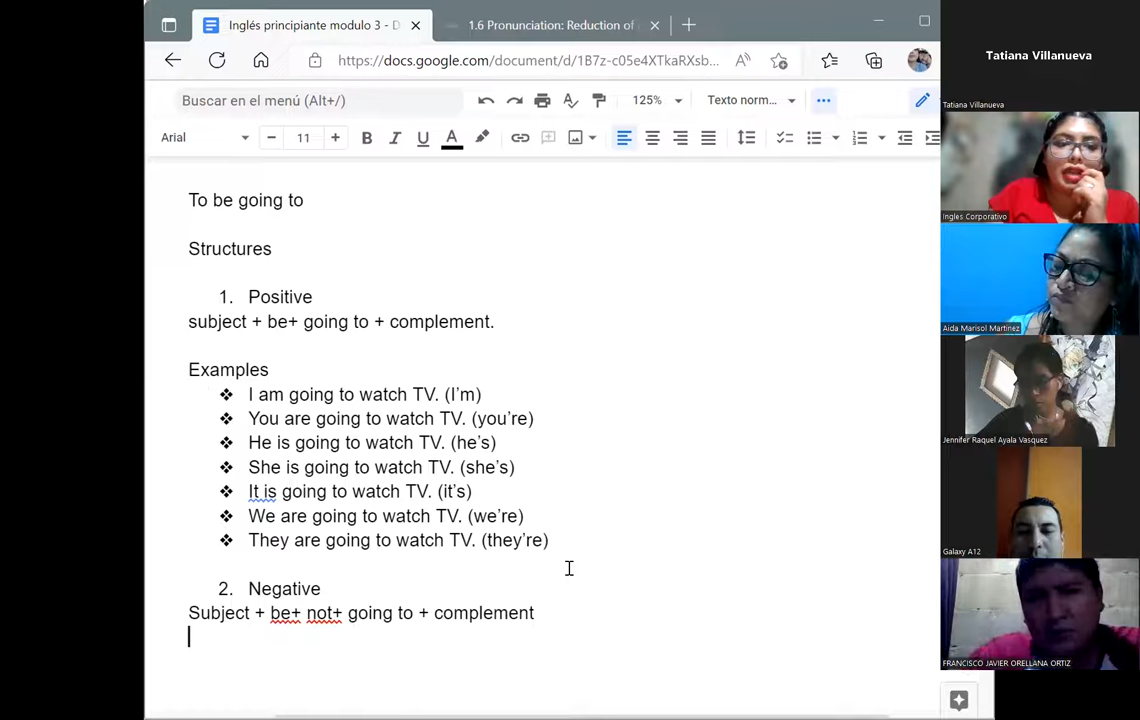 Inglés principiante modulo 3 - D
1.6 Pronunciation: Reduction of
https://docs.google.com/document/d/1B7z-c05e4XTkaRXsb...
Buscar en el menú (Alt+/)
125%
Texto norm...
Arial
11
B I U A
To be going to
Structures
1. Positive
subject + be+ going to + complement.
Examples
❖ I am going to watch TV. (I'm)
❖ You are going to watch TV. (you're)
❖ He is going to watch TV. (he's)
❖ She is going to watch TV. (she's)
❖ It is going to watch TV. (it's)
❖ We are going to watch TV. (we're)
❖ They are going to watch TV. (they're)
2. Negative
Subject + be+ not+ going to + complement
Tatiana Villanueva
Tatiana Villanueva
Ingles Corporativo
Aida Marisol Martinez
Jennifer Raquel Ayala Vasquez
Galaxy A12
FRANCISCO JAVIER ORELLANA ORTIZ